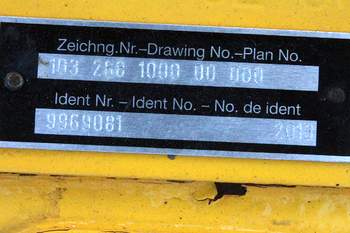 Zeichng.Nr.–Drawing No.–Plan No.
103 268 1000 00 000
Ident Nr. – Ident No. – No. de ident
9969081 2011